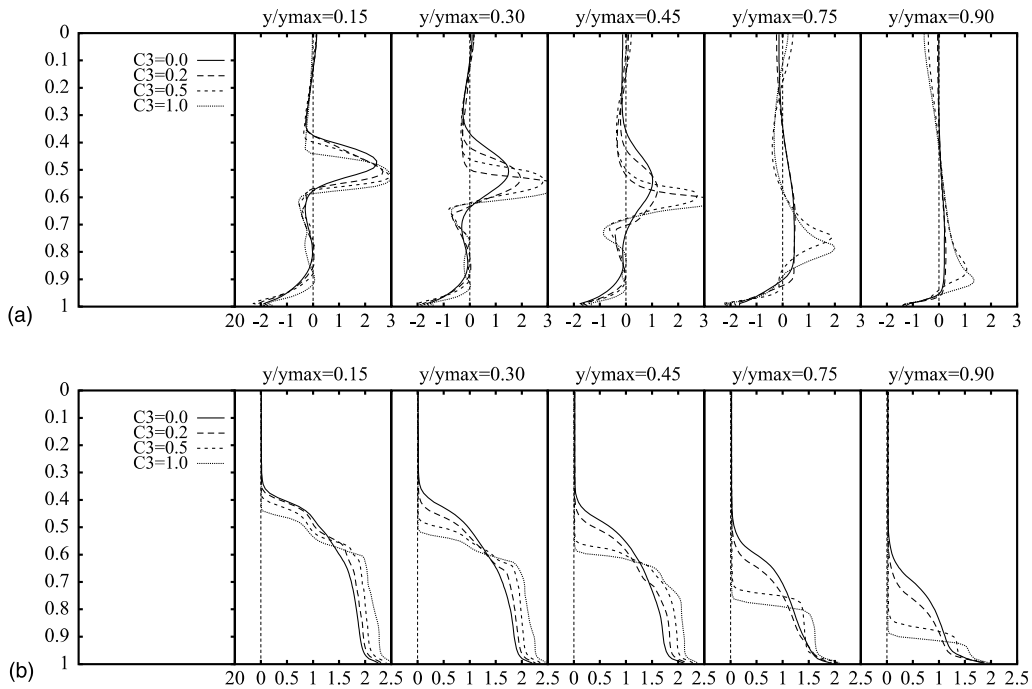 y/ymax=0.15 y/ymax=0.30 y/ymax=0.45 y/ymax=0.75 y/ymax=0.90
0
0.1
0.2
0.3
0.4
0.5
0.6
0.7
0.8
0.9
1
C3=0.0
C3=0.2
C3=0.5
C3=1.0
(a)
20 -2 -1 0 1 2 3 -2 -1 0 1 2 3 -2 -1 0 1 2 3 -2 -1 0 1 2 3 -2 -1 0 1 2 3
y/ymax=0.15 y/ymax=0.30 y/ymax=0.45 y/ymax=0.75 y/ymax=0.90
0
0.1
0.2
0.3
0.4
0.5
0.6
0.7
0.8
0.9
1
C3=0.0
C3=0.2
C3=0.5
C3=1.0
(b)
20 0 0.5 1 1.5 2 2.5 0 0.5 1 1.5 2 2.5 0 0.5 1 1.5 2 2.5 0 0.5 1 1.5 2 2.5 0 0.5 1 1.5 2 2.5